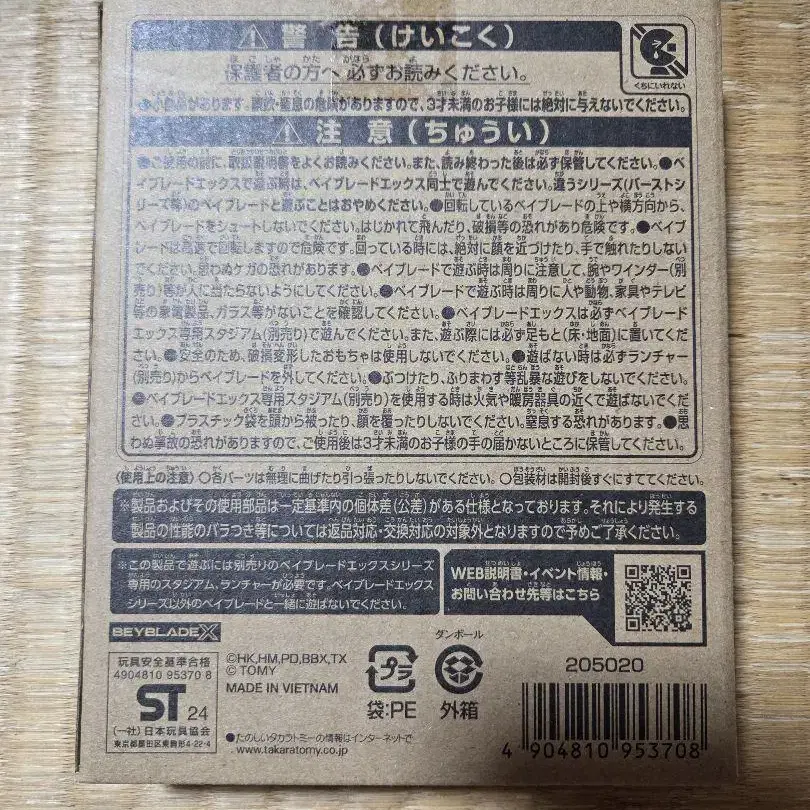 警告(けいこく)
くちにいれない
保護者の方へ 必ずお読みください。
小部品があります。誤飲・窒息の危険がありますので、3才未満のお子様には絶対に与えないでください。
注意(ちゅうい)
●ご使用の前に、取扱説明書をよくお読みください。また、読み終わった後は必ず保管してください。●ベ
イブレードエックスで遊ぶ際は、ベイブレードエックス同士で遊んでください。違うシリーズ(バーストシ
リーズ等)のベイブレードと遊ぶことはおやめください。●回転しているベイブレードの上や横方向から、
ベイブレードをシュートしないでください。はじかれて飛んだり、破損等の恐れがあり危険です。●ベイブ
レードは高速で回転しますので危険です。回っている時には、絶対に顔を近づけたり、手で触れたりしない
でください。思わぬケガの恐れがあります。●ベイブレードで遊ぶ時は周りに注意して、腕やワインダー(別
売り)等が人に当たらないようにしてください。●ベイブレードで遊ぶ時は周りに人や動物、家具やテレビ
等の家電製品、ガラス等がないことを確認してください。●ベイブレードエックスは必ずベイブレード
エックス専用スタジアム(別売り)で遊んでください。また、遊ぶ際には必ず足もと(床・地面)に置いてくだ
さい。●安全のため、破損変形したおもちゃは使用しないでください。●遊ばない時は必ずランチャー
(別売り)からベイブレードを外してください。●ぶつけたり、ふりまわす等乱暴な遊びをしないでください。
●ベイブレードエックス専用スタジアム(別売り)を使用する時は火気や暖房器具の近くで遊ばないでくだ
さい。●プラスチック袋を頭から被ったり、顔を覆ったりしないでください。窒息する恐れがあります。●思
わぬ事故の恐れがありますので、ご使用後は3才未満のお子様の手の届かないところに保管してください。
〈使用上の注意〉 ○各パーツは無理に曲げたり引っ張ったりしないでください。 ○包装材は開封後すぐにすててください。
※製品およびその使用部品は一定基準内の個体差(公差)がある仕様となっております。それにより発生する
製品の性能のバラつき等については返品対応・交換対応の対象外となりますので予めご了承ください。
※この製品で遊ぶには別売りのベイブレードエックスシリーズ
専用のスタジアム、ランチャーが必要です。ベイブレードエックス
シリーズ以外のベイブレードと一緒に遊ばないでください。
WEB説明書・イベント情報・
お問い合わせ先等はこちら
BEYBLADE X
玩具安全基準合格
4904810 95370 8
ST 24
(一社)日本玩具協会
東京都墨田区東駒形4-22-4
©HK,HM,PD,BBX,TX
© TOMY
MADE IN VIETNAM
プラ
袋:PE
ダンボール
外箱
●たのしいタカラトミーの情報はインターネットで
www.takaratomy.co.jp
205020
4 904810 953708